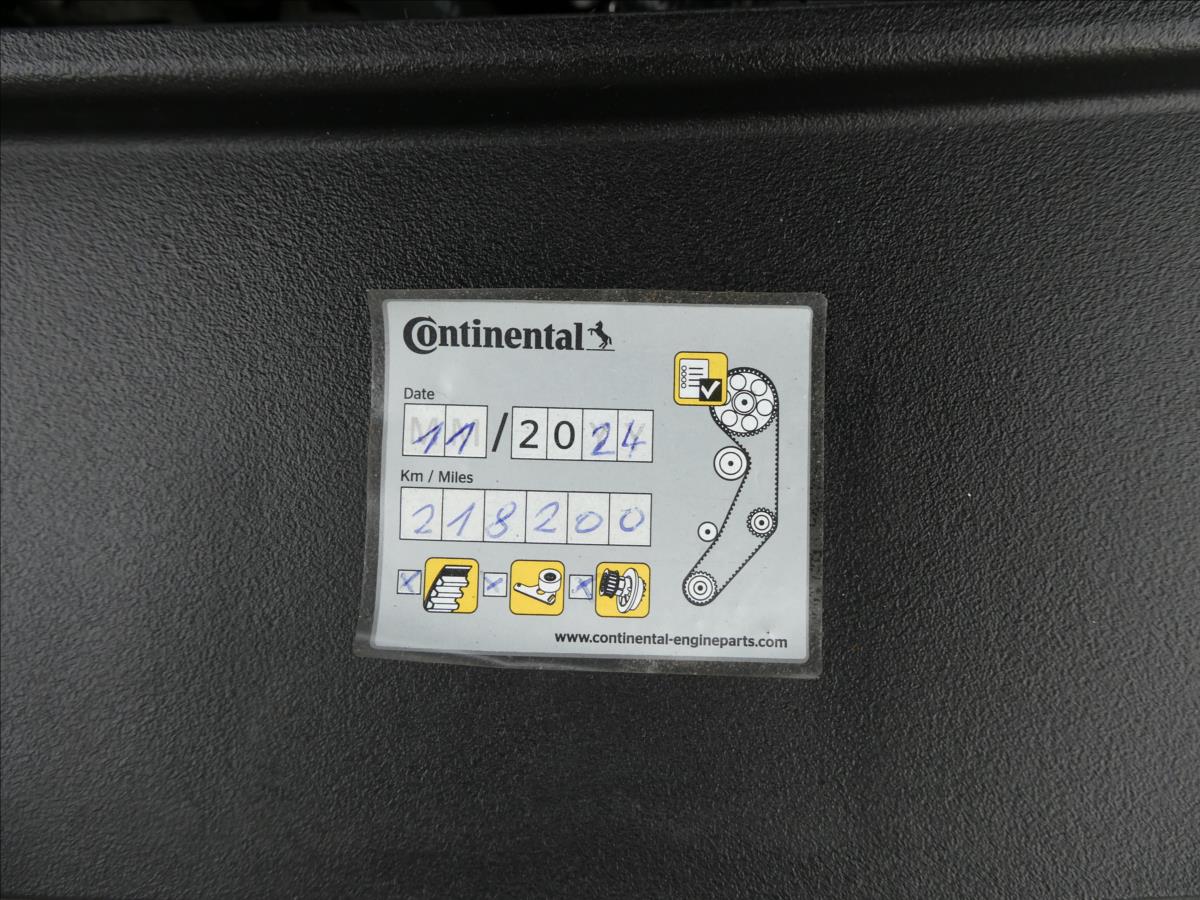 Continental
Date
11/2024
Km / Miles
218200
X X X
www.continental-engineparts.com